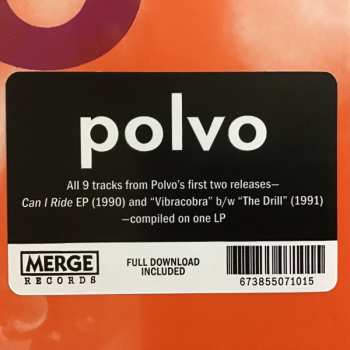 polvo
All 9 tracks from Polvo's first two releases—
Can I Ride EP (1990) and "Vibracobra" b/w "The Drill" (1991)
—compiled on one LP
MERGE
RECORDS
FULL DOWNLOAD
INCLUDED
673855071015